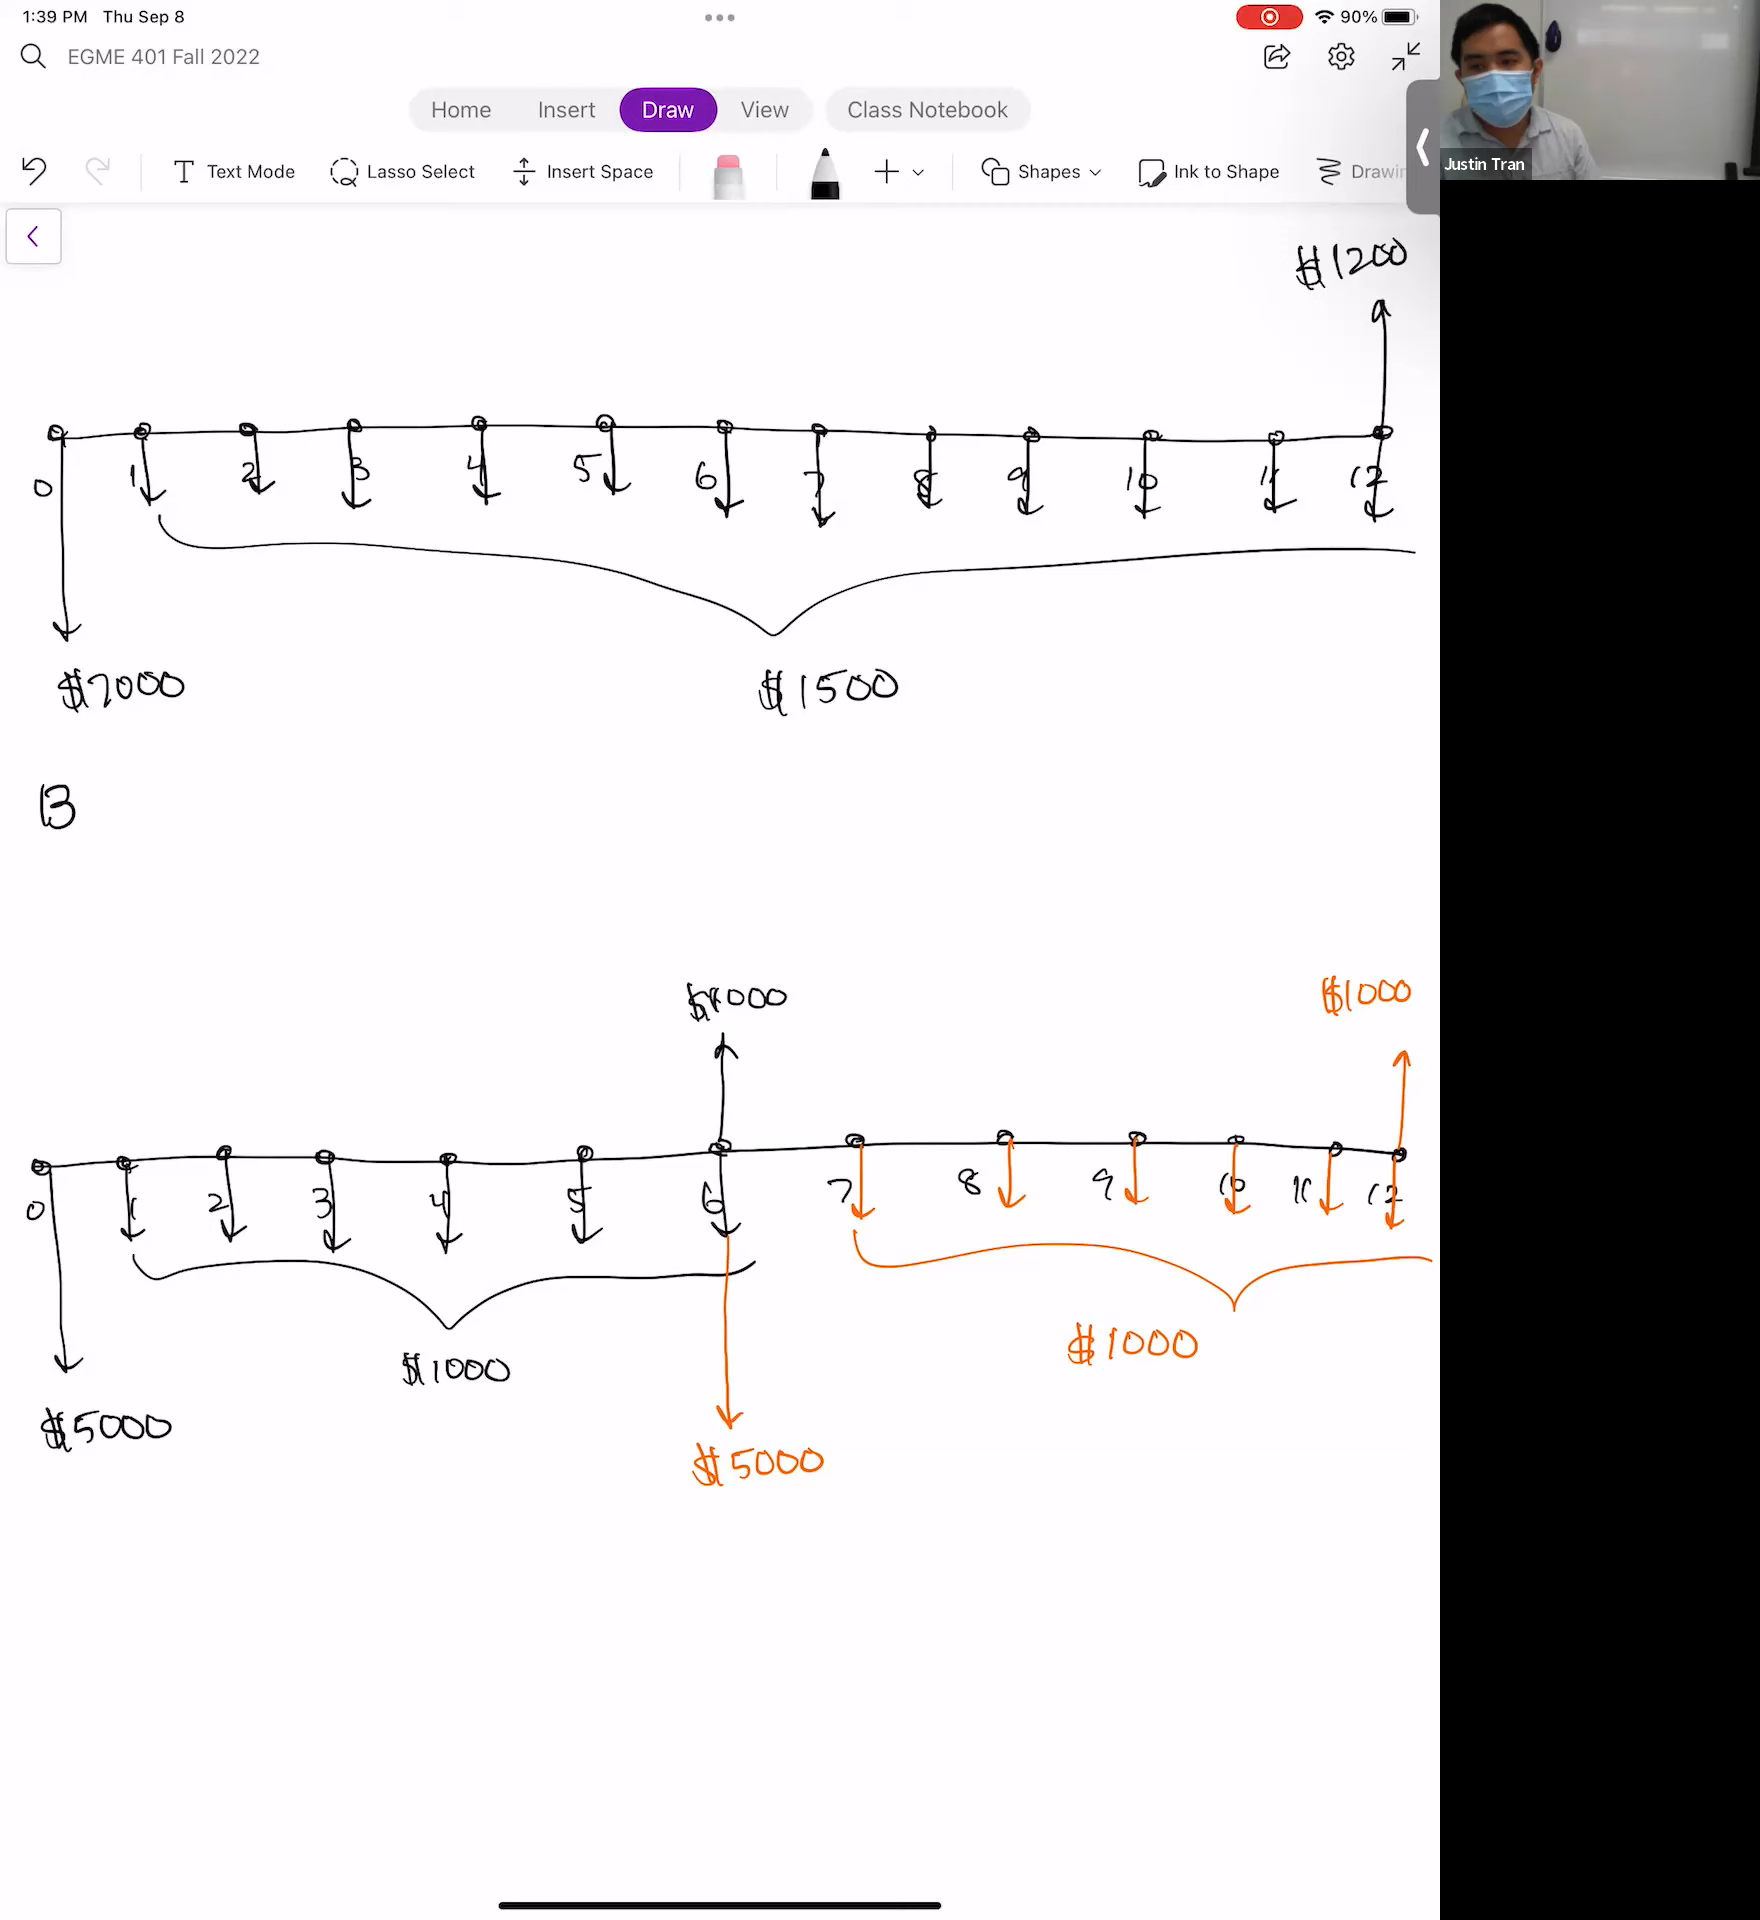 1:39 PM Thu Sep 8
90%
EGME 401 Fall 2022
Home Insert Draw View Class Notebook
Text Mode Lasso Select Insert Space Shapes Ink to Shape Drawi
Justin Tran
$1200
0 1 2 3 4 5 6 7 8 9 10 11 12
$7000
$1500
B
$1000
$1000
0 1 2 3 4 5 6 7 8 9 10 11 12
$1000
$1000
$5000
$5000